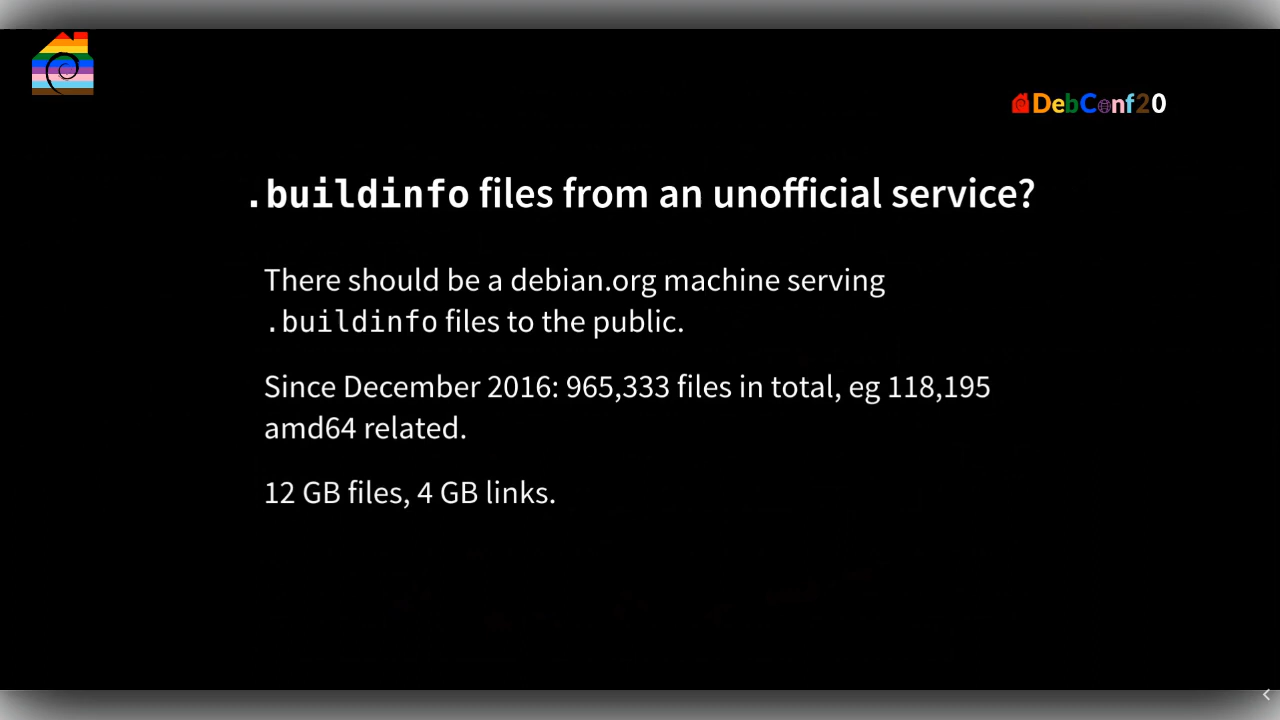 DebConf20
.buildinfo files from an unofficial service?
There should be a debian.org machine serving
.buildinfo files to the public.
Since December 2016: 965,333 files in total, eg 118,195
amd64 related.
12 GB files, 4 GB links.